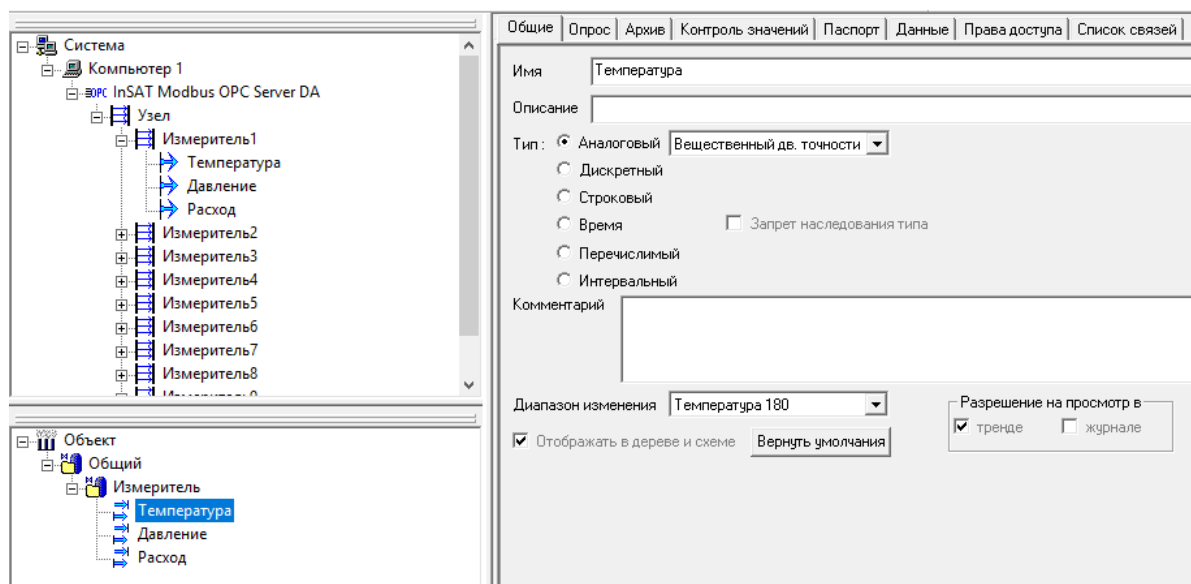 Система
Компьютер 1
OPC InSAT Modbus OPC Server DA
Узел
Измеритель1
Температура
Давление
Расход
Измеритель2
Измеритель3
Измеритель4
Измеритель5
Измеритель6
Измеритель7
Измеритель8
Объект
Общий
Измеритель
Температура
Давление
Расход
Общие Опрос Архив Контроль значений Паспорт Данные Права доступа Список связей
Имя Температура
Описание
Тип: Аналоговый Вещественный дв. точности
Дискретный
Строковый
Время Запрет наследования типа
Перечислимый
Интервальный
Комментарий
Диапазон изменения Температура 180
Отображать в дереве и схеме Вернуть умолчания
Разрешение на просмотр в
тренде журнале